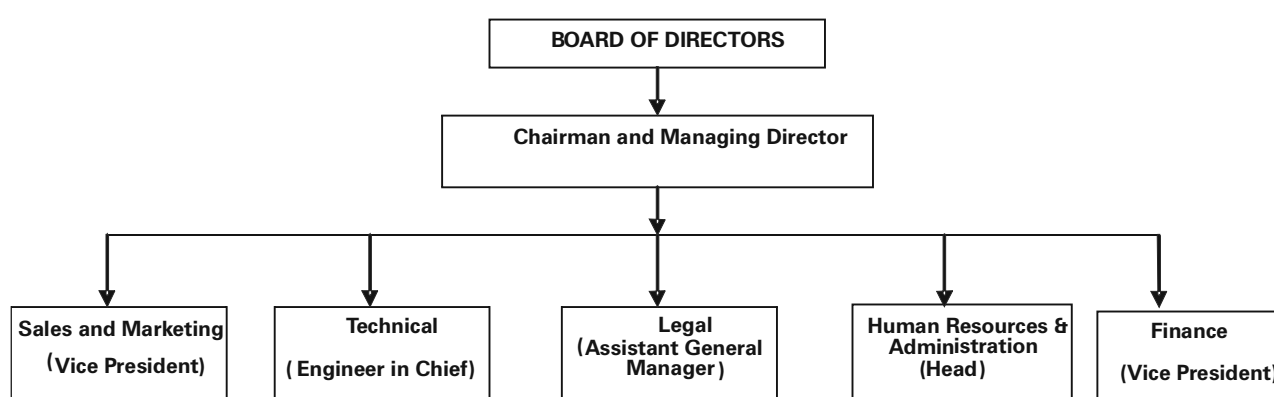 BOARD OF DIRECTORS
Chairman and Managing Director
Sales and Marketing
(Vice President)
Technical
(Engineer in Chief)
Legal
(Assistant General
Manager)
Human Resources &
Administration
(Head)
Finance
(Vice President)